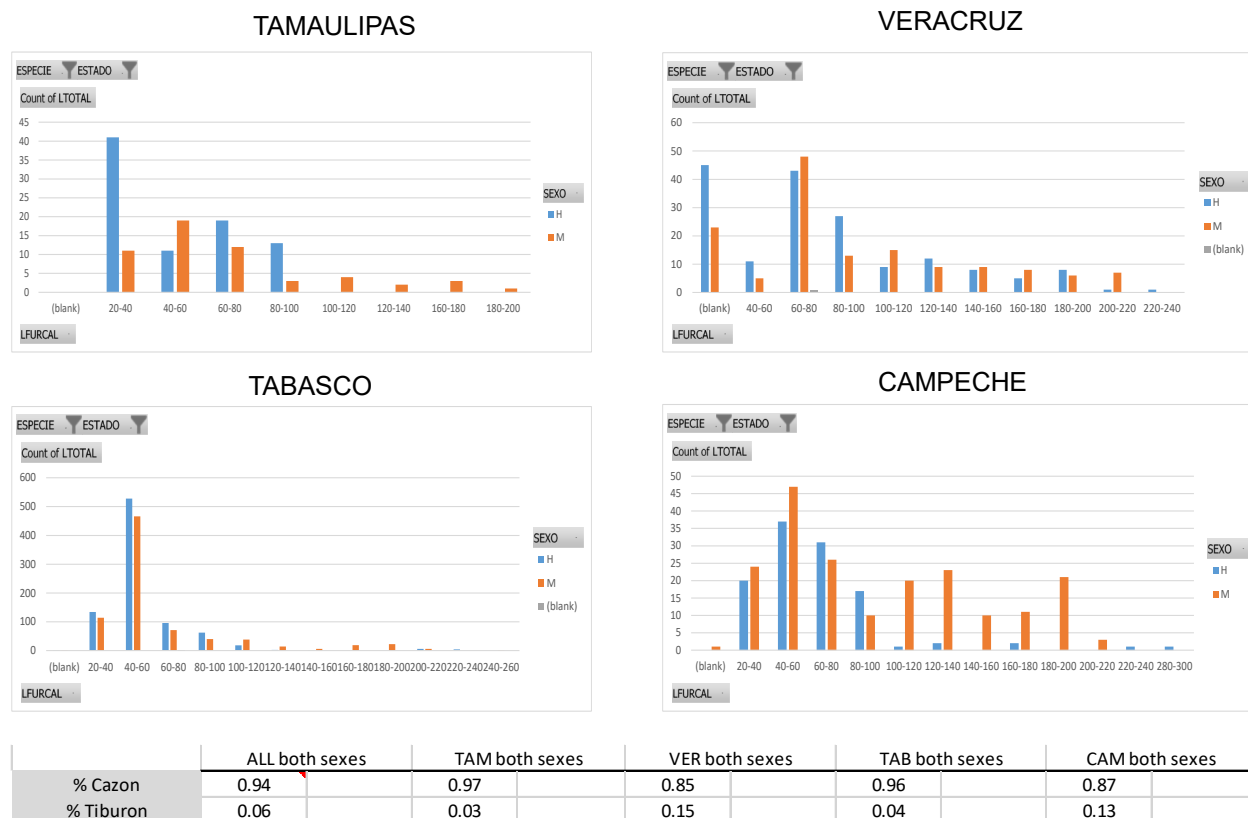 TAMAULIPAS
ESPECIE ESTADO
Count of LTOTAL
45
40
35
30
25
20
15
10
5
0
(blank) 20-40 40-60 60-80 80-100 100-120 120-140 160-180 180-200
SEXO
H
M
LFURCAL
VERACRUZ
ESPECIE ESTADO
Count of LTOTAL
60
50
40
30
20
10
0
(blank) 40-60 60-80 80-100 100-120 120-140 140-160 160-180 180-200 200-220 220-240
SEXO
H
M
(blank)
LFURCAL
TABASCO
ESPECIE ESTADO
Count of LTOTAL
600
500
400
300
200
100
0
(blank) 20-40 40-60 60-80 80-100 100-120 120-140 140-160 160-180 180-200 200-220 220-240 240-260
SEXO
H
M
(blank)
LFURCAL
CAMPECHE
ESPECIE ESTADO
Count of LTOTAL
50
45
40
35
30
25
20
15
10
5
0
(blank) 20-40 40-60 60-80 80-100 100-120 120-140 140-160 160-180 180-200 200-220 220-240 280-300
SEXO
H
M
LFURCAL
ALL both sexes TAM both sexes VER both sexes TAB both sexes CAM both sexes
% Cazon 0.94 0.97 0.85 0.96 0.87
% Tiburon 0.06 0.03 0.15 0.04 0.13